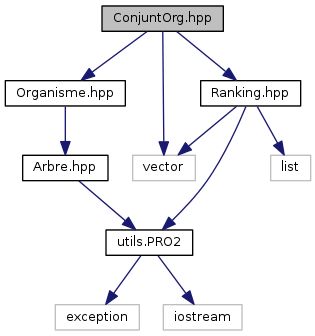 ConjuntOrg.hpp
Organisme.hpp
Ranking.hpp
Arbre.hpp
vector
list
utils.PRO2
exception
iostream